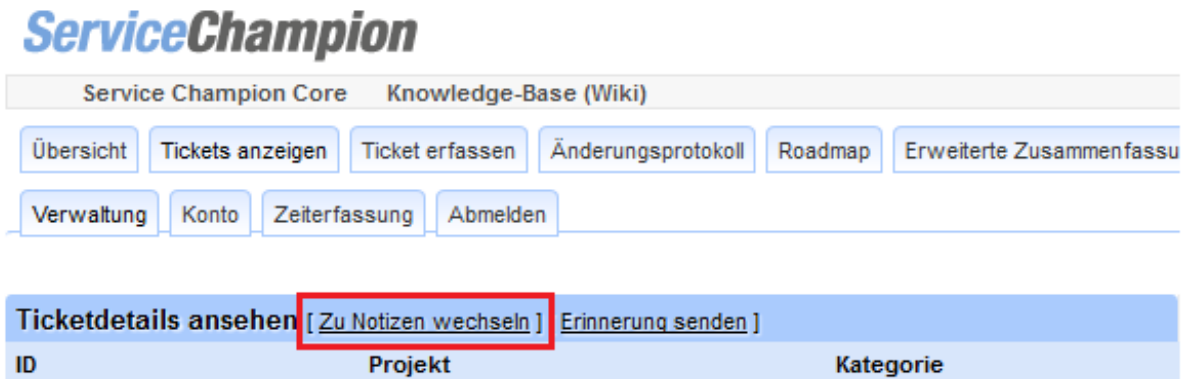 ServiceChampion
Service Champion Core Knowledge-Base (Wiki)
Übersicht Tickets anzeigen Ticket erfassen Änderungsprotokoll Roadmap Erweiterte Zusammenfassu
Verwaltung Konto Zeiterfassung Abmelden
Ticketdetails ansehen [ Zu Notizen wechseln ] Erinnerung senden ]
ID Projekt Kategorie